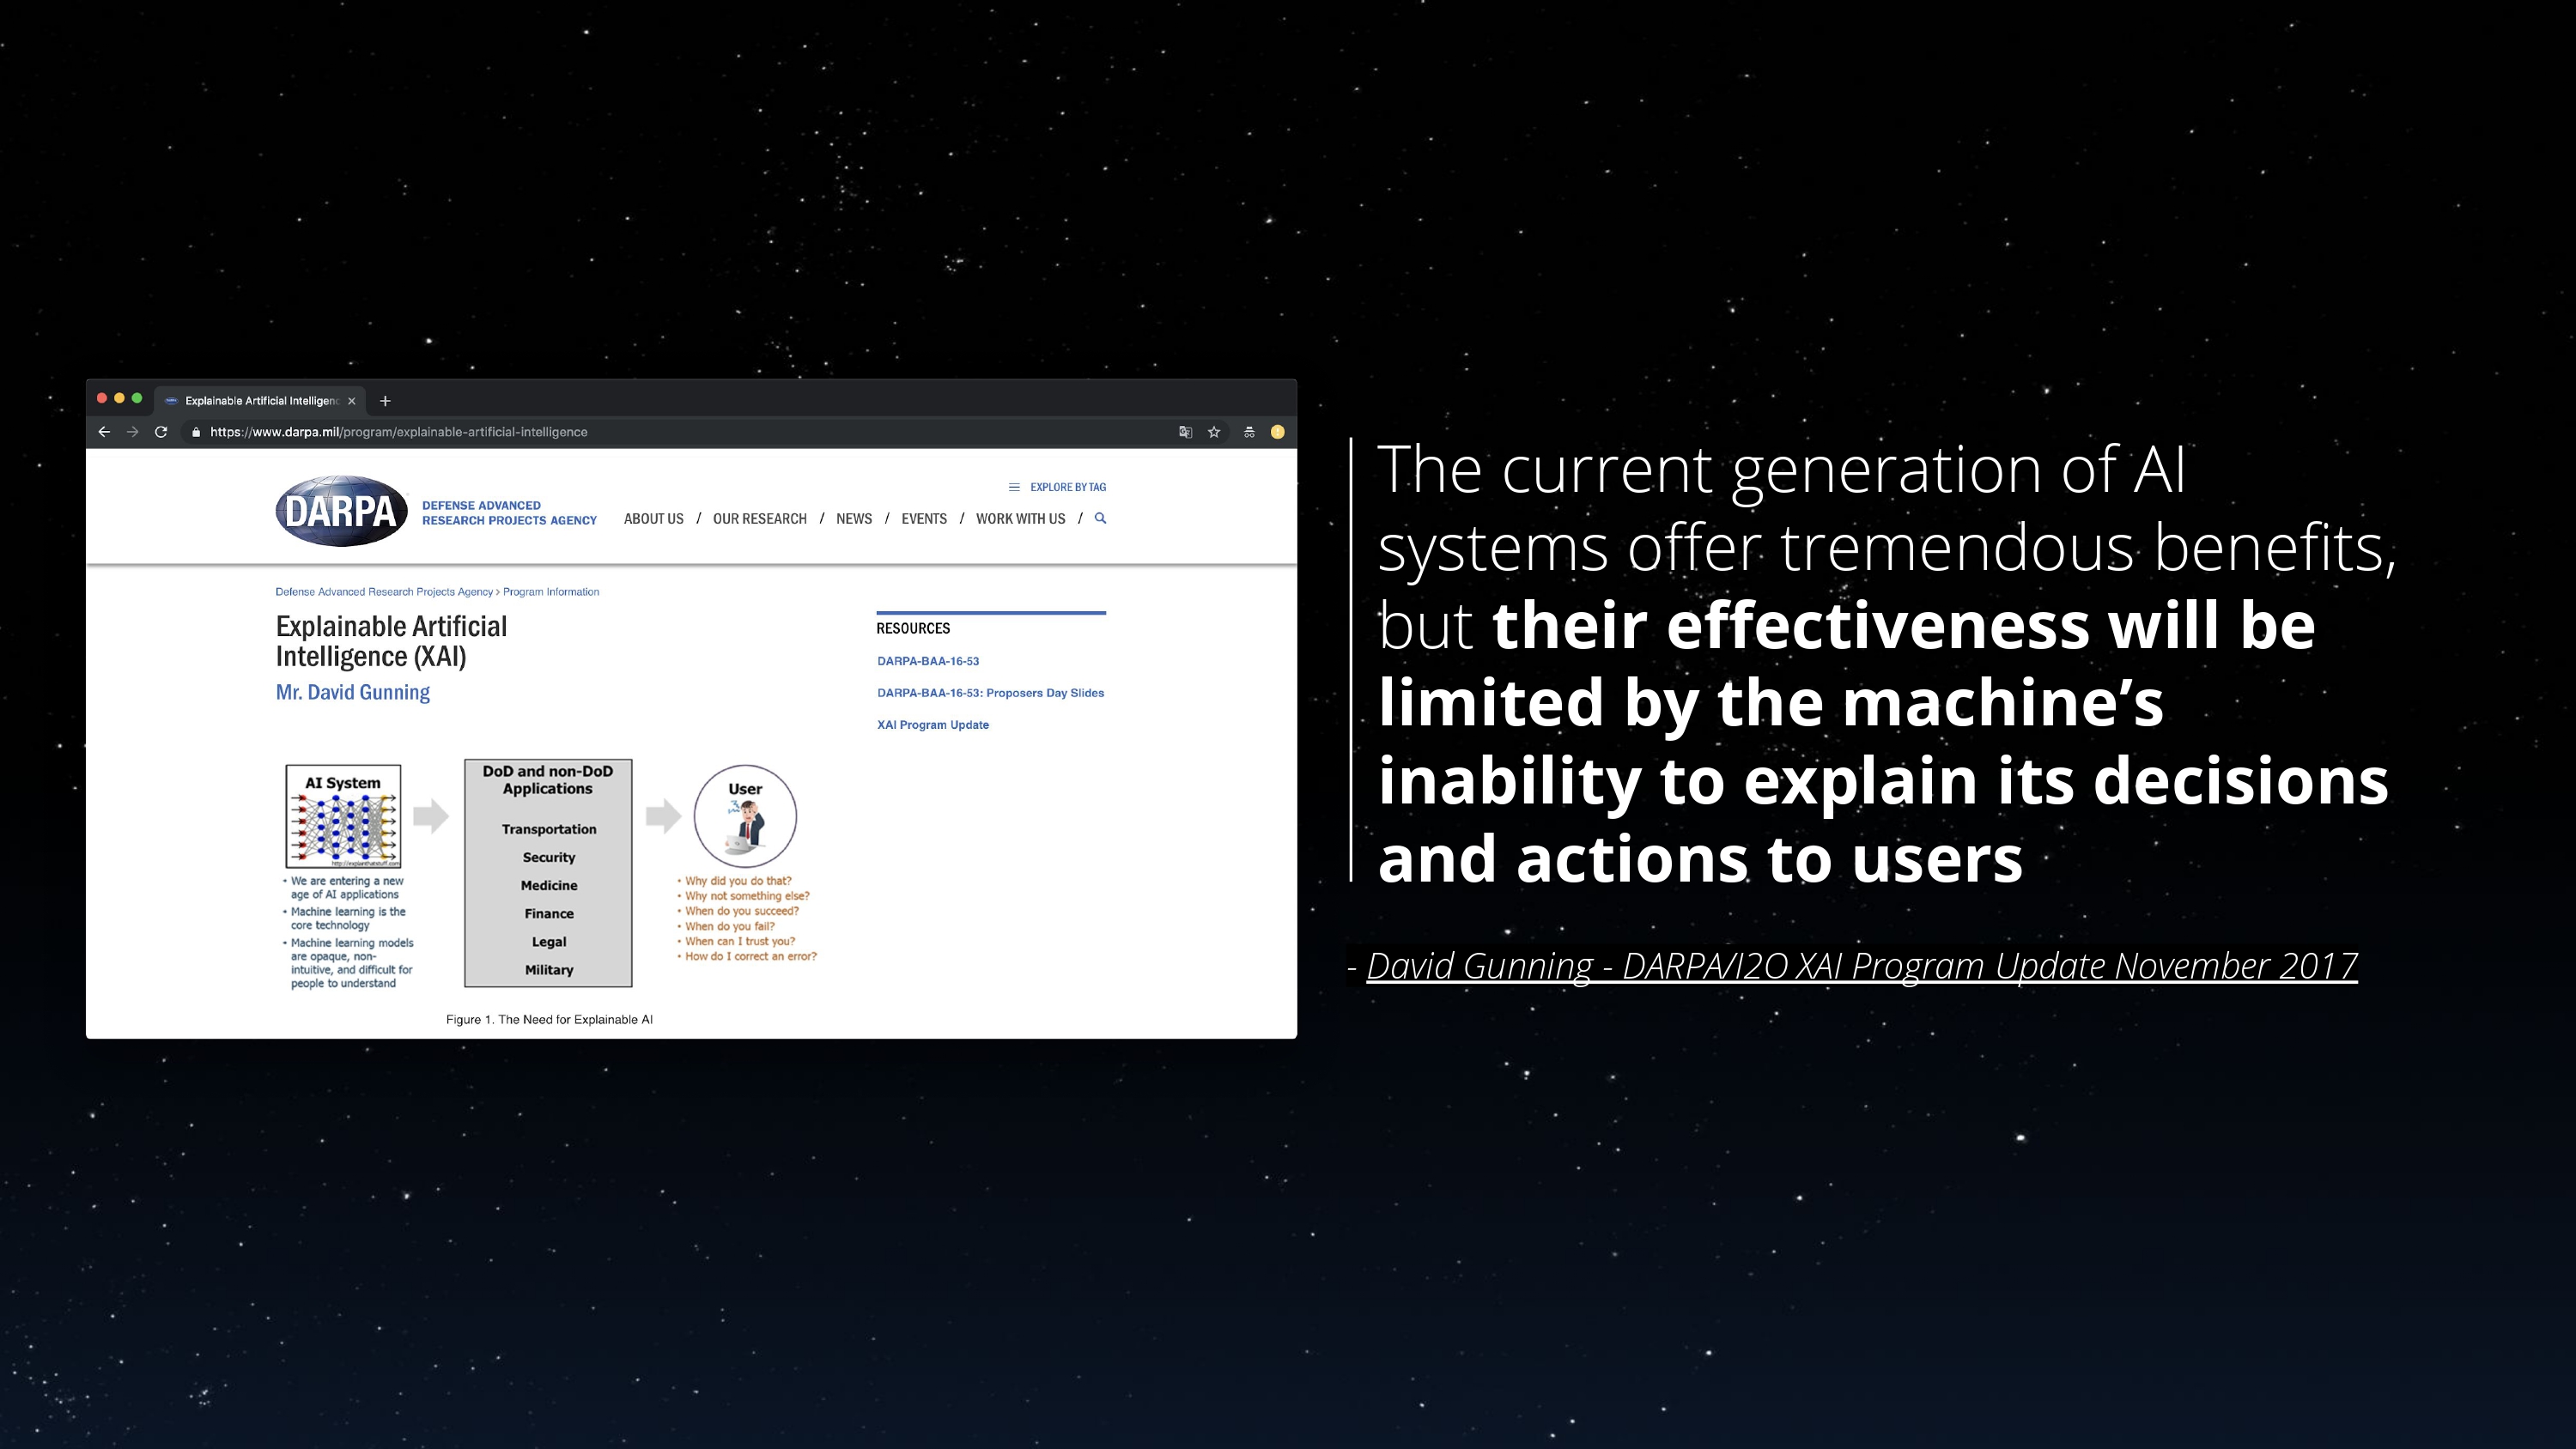 Explainable Artificial Intelligenc
https://www.darpa.mil/program/explainable-artificial-intelligence
DARPA
DEFENSE ADVANCED
RESEARCH PROJECTS AGENCY
EXPLORE BY TAG
ABOUT US / OUR RESEARCH / NEWS / EVENTS / WORK WITH US /
Defense Advanced Research Projects Agency › Program Information
Explainable Artificial
Intelligence (XAI)
Mr. David Gunning
RESOURCES
DARPA-BAA-16-53
DARPA-BAA-16-53: Proposers Day Slides
XAI Program Update
AI System
http://explainthatstuff.com
• We are entering a new
age of AI applications
• Machine learning is the
core technology
• Machine learning models
are opaque, non-
intuitive, and difficult for
people to understand
DoD and non-DoD
Applications
Transportation
Security
Medicine
Finance
Legal
Military
User
• Why did you do that?
• Why not something else?
• When do you succeed?
• When do you fail?
• When can I trust you?
• How do I correct an error?
Figure 1. The Need for Explainable AI
The current generation of AI
systems offer tremendous benefits,
but their effectiveness will be
limited by the machine’s
inability to explain its decisions
and actions to users
- David Gunning - DARPA/I2O XAI Program Update November 2017